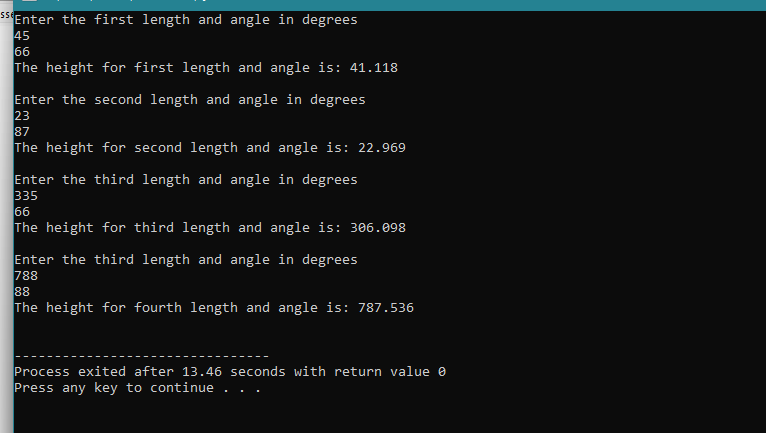 Enter the first length and angle in degrees
45
66
The height for first length and angle is: 41.118
Enter the second length and angle in degrees
23
87
The height for second length and angle is: 22.969
Enter the third length and angle in degrees
335
66
The height for third length and angle is: 306.098
Enter the third length and angle in degrees
788
88
The height for fourth length and angle is: 787.536
--------------------------------
Process exited after 13.46 seconds with return value 0
Press any key to continue . . .